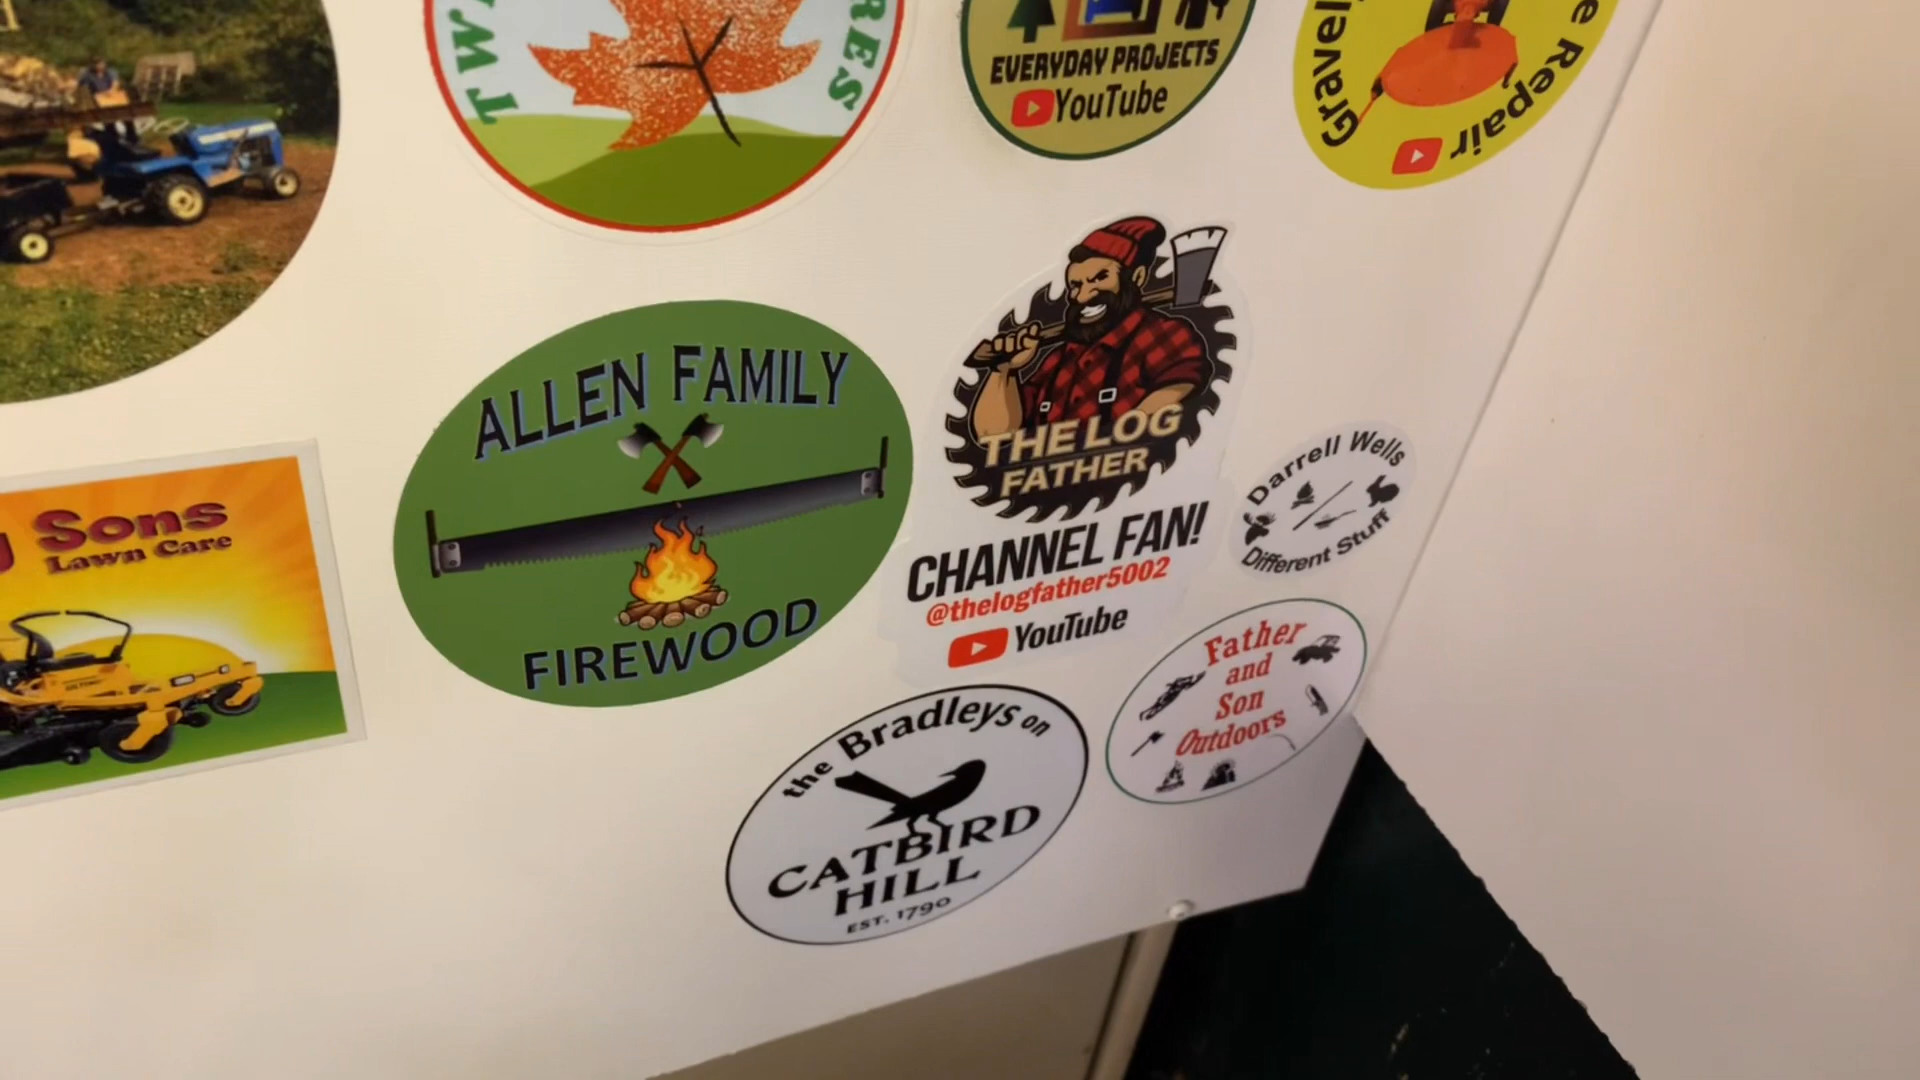 EVERYDAY PROJECTS
YouTube
Gravel
Repair
ALLEN FAMILY
FIREWOOD
THE LOG
FATHER
CHANNEL FAN!
@thelogfather5002
YouTube
Darrell Wells
Different Stuff
Sons
Lawn Care
Father
and
Son
Outdoors
the Bradleys on
CATBIRD
HILL
EST. 1790